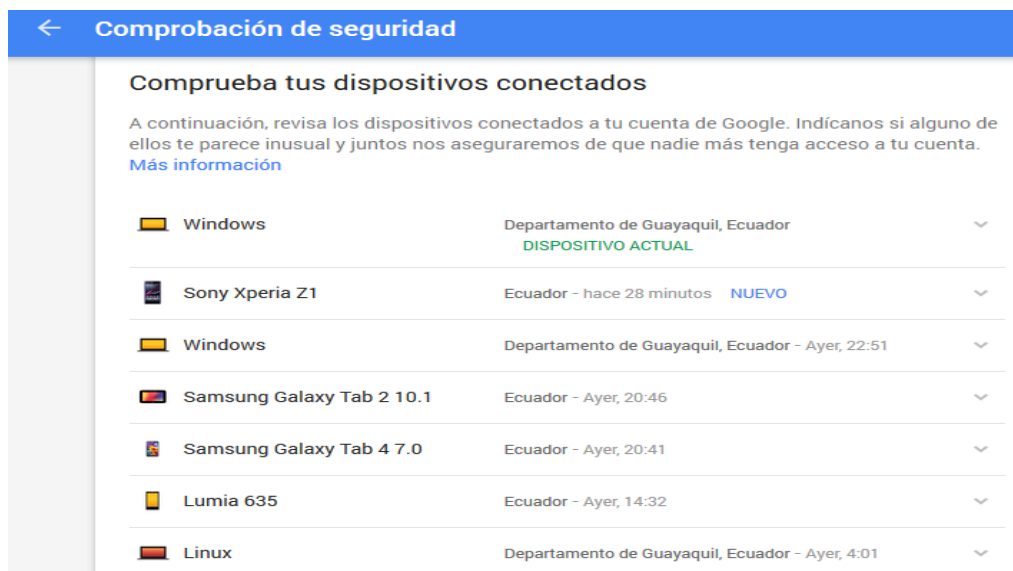 Comprobación de seguridad
Comprueba tus dispositivos conectados
A continuación, revisa los dispositivos conectados a tu cuenta de Google. Indícanos si alguno de
ellos te parece inusual y juntos nos aseguraremos de que nadie más tenga acceso a tu cuenta.
Más información
Windows Departamento de Guayaquil, Ecuador
DISPOSITIVO ACTUAL
Sony Xperia Z1 Ecuador - hace 28 minutos NUEVO
Windows Departamento de Guayaquil, Ecuador - Ayer, 22:51
Samsung Galaxy Tab 2 10.1 Ecuador - Ayer, 20:46
Samsung Galaxy Tab 4 7.0 Ecuador - Ayer, 20:41
Lumia 635 Ecuador - Ayer, 14:32
Linux Departamento de Guayaquil, Ecuador - Ayer, 4:01